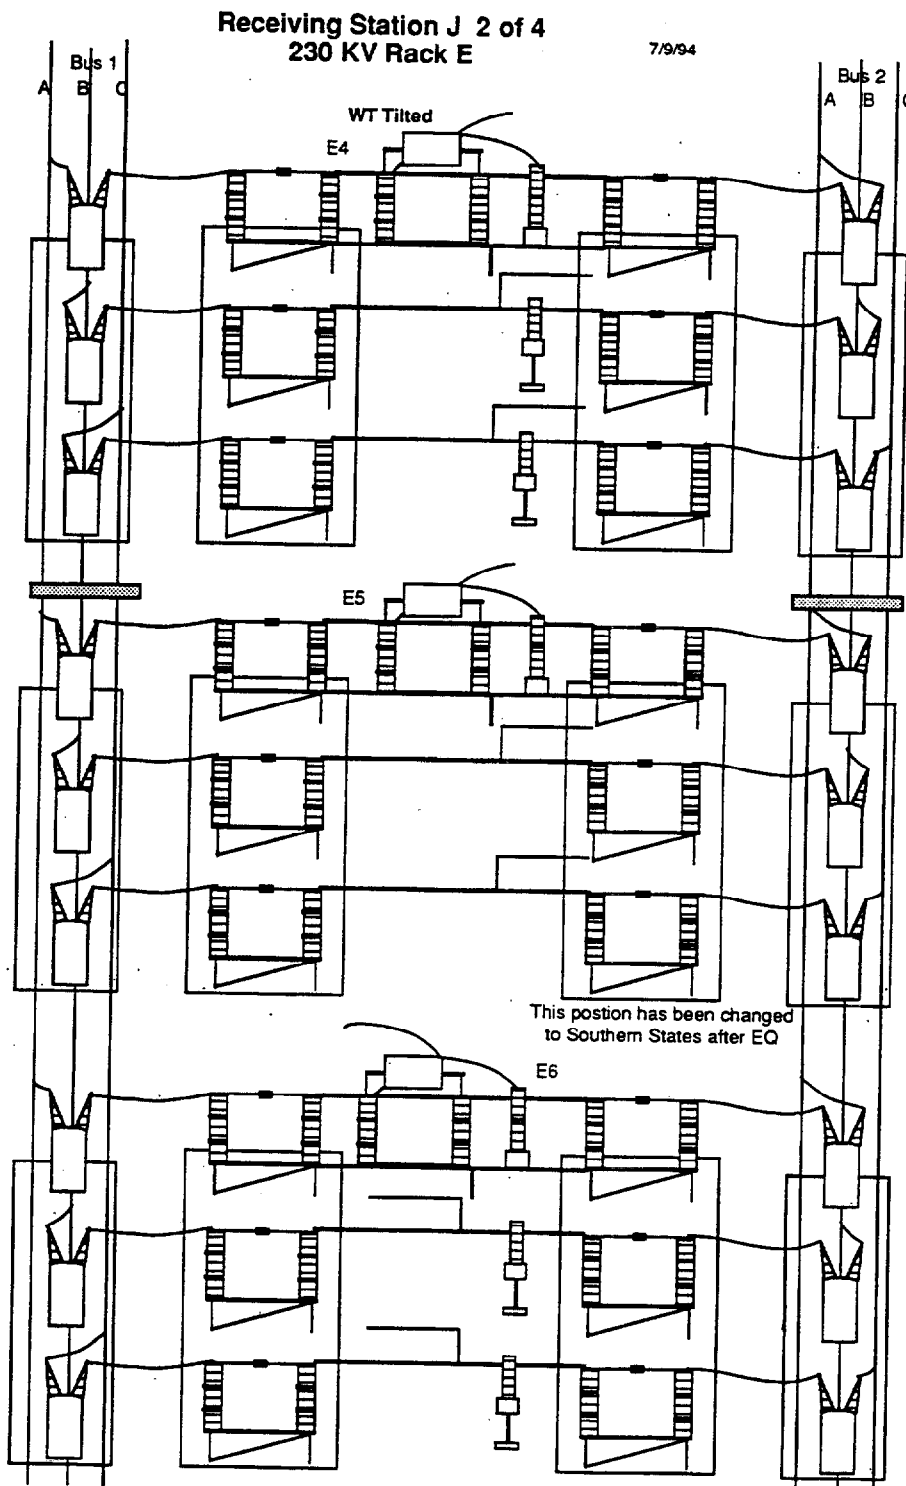 Receiving Station J 2 of 4
230 KV Rack E
7/9/94
Bus 1
A B C
Bus 2
A B C
WT Tilted
E4
E5
This postion has been changed
to Southern States after EQ
E6